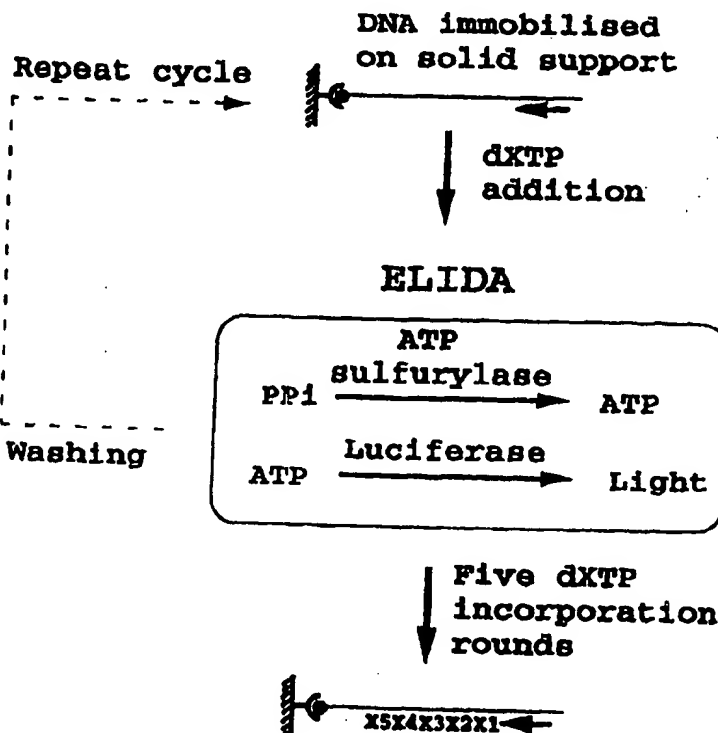 DNA immobilised
on solid support
Repeat cycle
dXTP
addition
ELIDA
ATP
sulfurylase
PPi
ATP
Luciferase
ATP
Light
Washing
Five dXTP
incorporation
rounds
X5X4X3X2X1